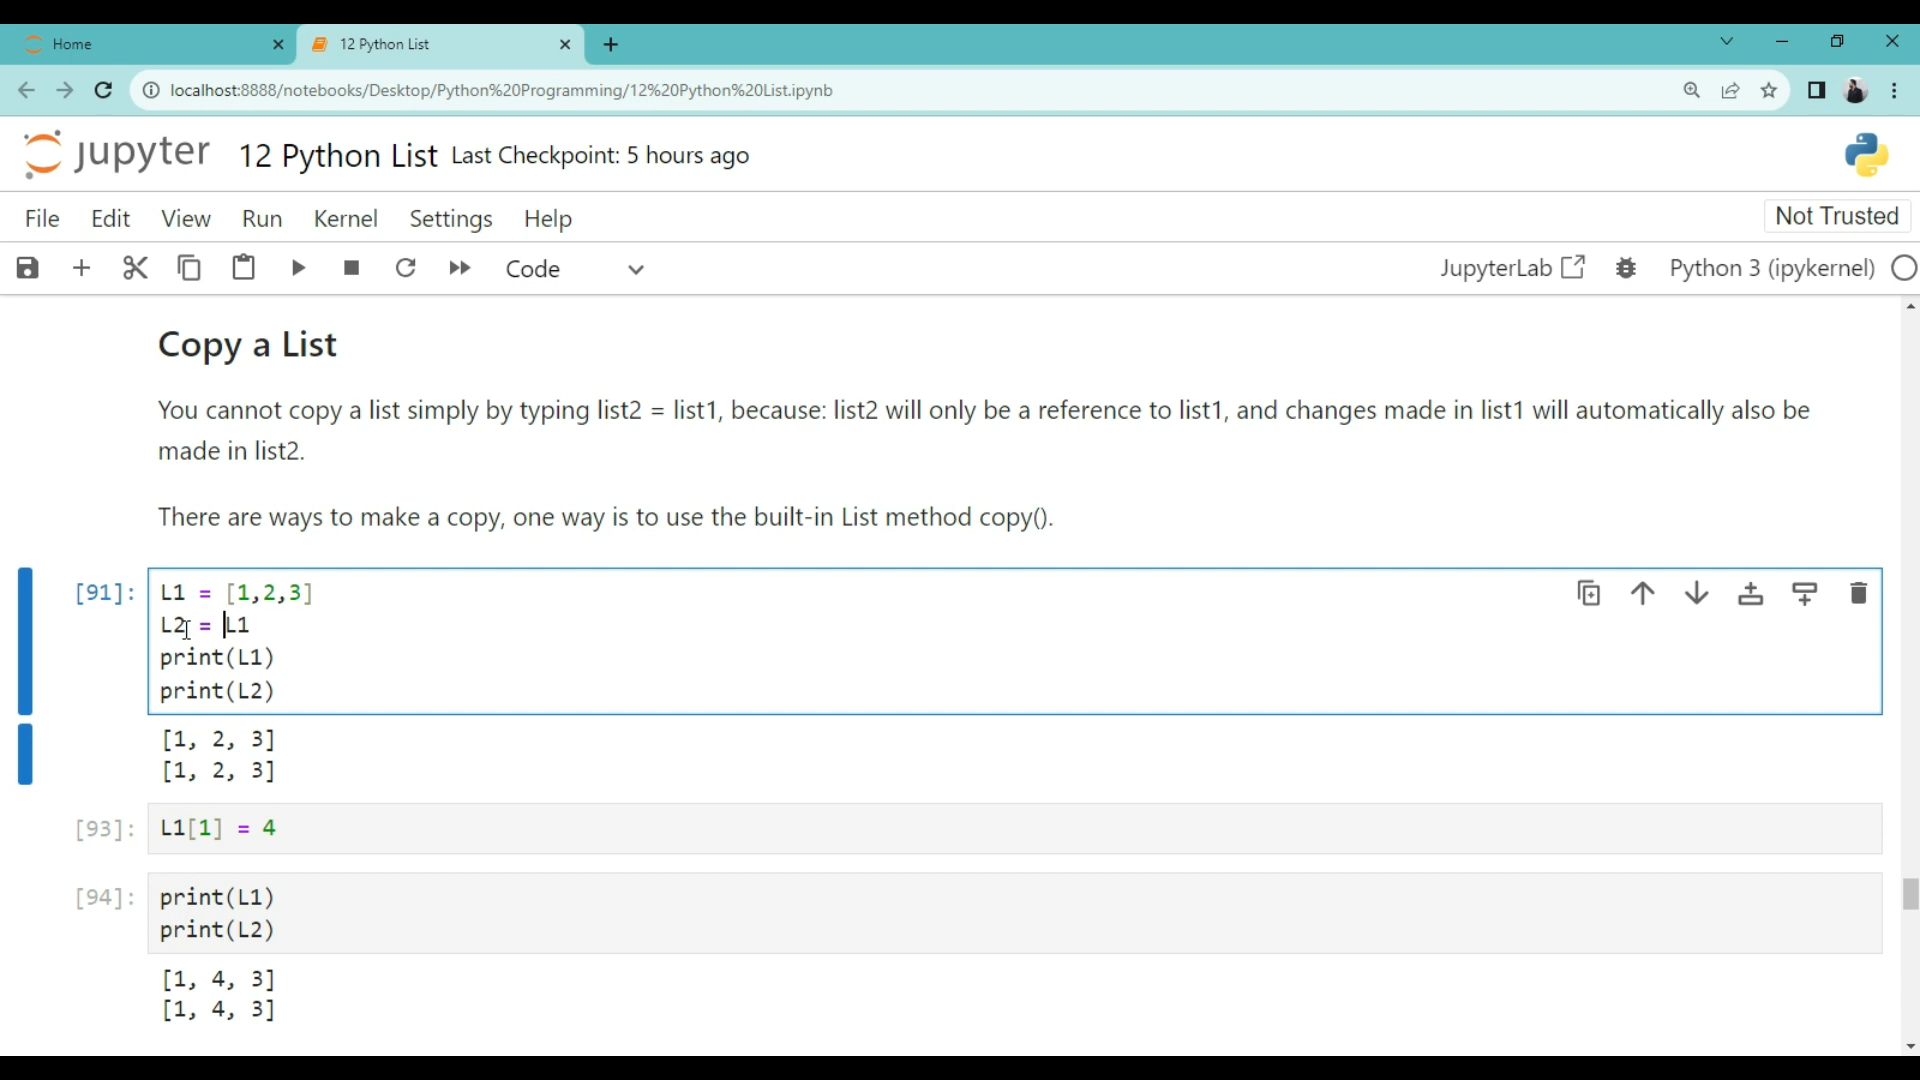 Home
12 Python List
localhost:8888/notebooks/Desktop/Python%20Programming/12%20Python%20List.ipynb
jupyter 12 Python List Last Checkpoint: 5 hours ago
File Edit View Run Kernel Settings Help Not Trusted
Code JupyterLab Python 3 (ipykernel)
Copy a List
You cannot copy a list simply by typing list2 = list1, because: list2 will only be a reference to list1, and changes made in list1 will automatically also be
made in list2.
There are ways to make a copy, one way is to use the built-in List method copy().
[91]: L1 = [1,2,3]
L2 = L1
print(L1)
print(L2)
[1, 2, 3]
[1, 2, 3]
[93]: L1[1] = 4
[94]: print(L1)
print(L2)
[1, 4, 3]
[1, 4, 3]